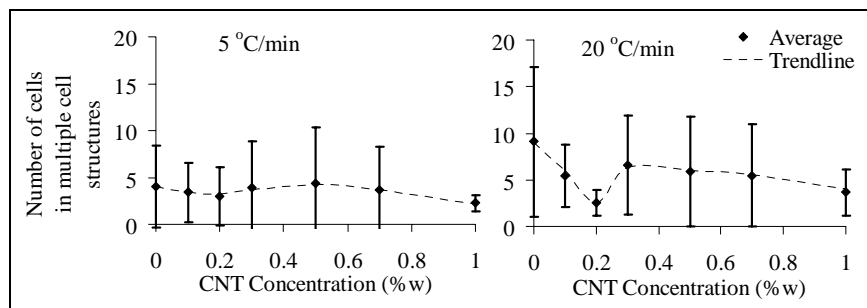 Number of cells
in multiple cell
structures
5 °C/min
20
15
10
5
0
0 0.2 0.4 0.6 0.8 1
CNT Concentration (%w)
20 °C/min
Average
Trendline
20
15
10
5
0
0 0.2 0.4 0.6 0.8 1
CNT Concentration (%w)